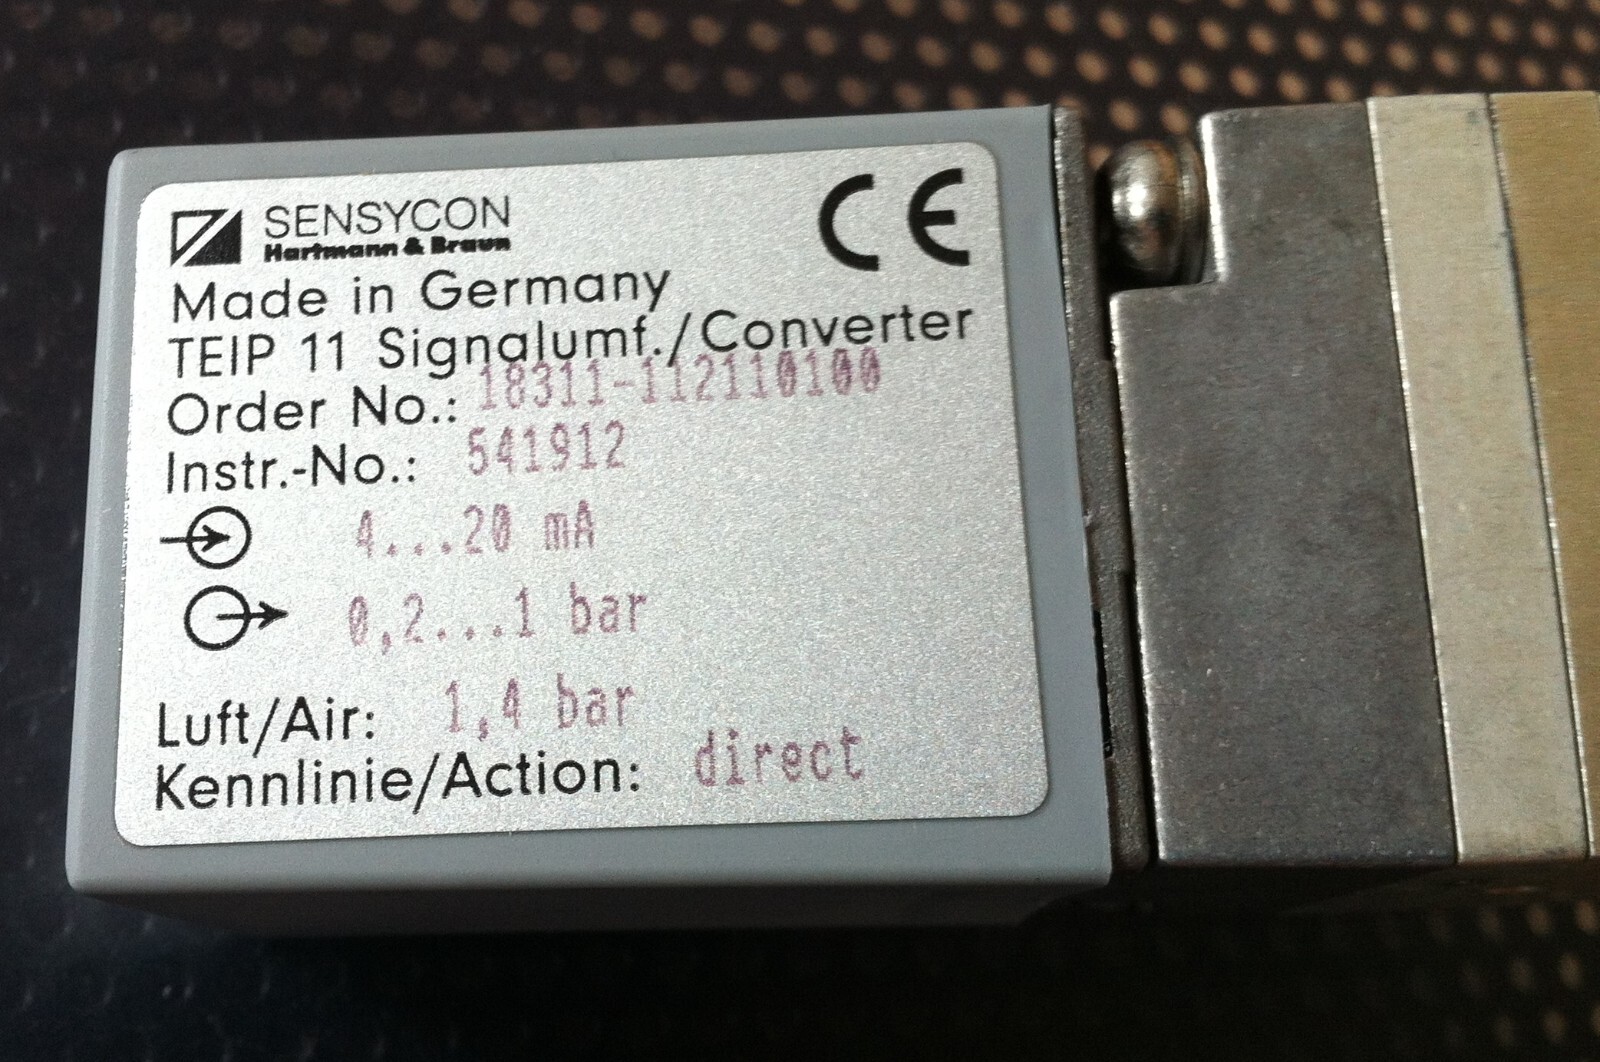 SENSYCON
Hartmann & Braun
CE
Made in Germany
TEIP 11 Signalumf./Converter
Order No.: 18311-112110100
Instr.-No.: 541912
4...20 mA
0,2...1 bar
Luft/Air: 1,4 bar
Kennlinie/Action: direct